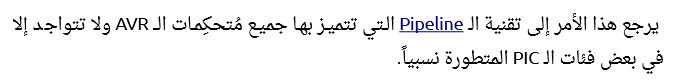 يرجع هذا الأمر إلى تقنية الـ Pipeline التي تتميز بها جميع مُتحكِمات الـ AVR ولا تتواجد إلا
في بعض فئات الـ PIC المتطورة نسبياً.